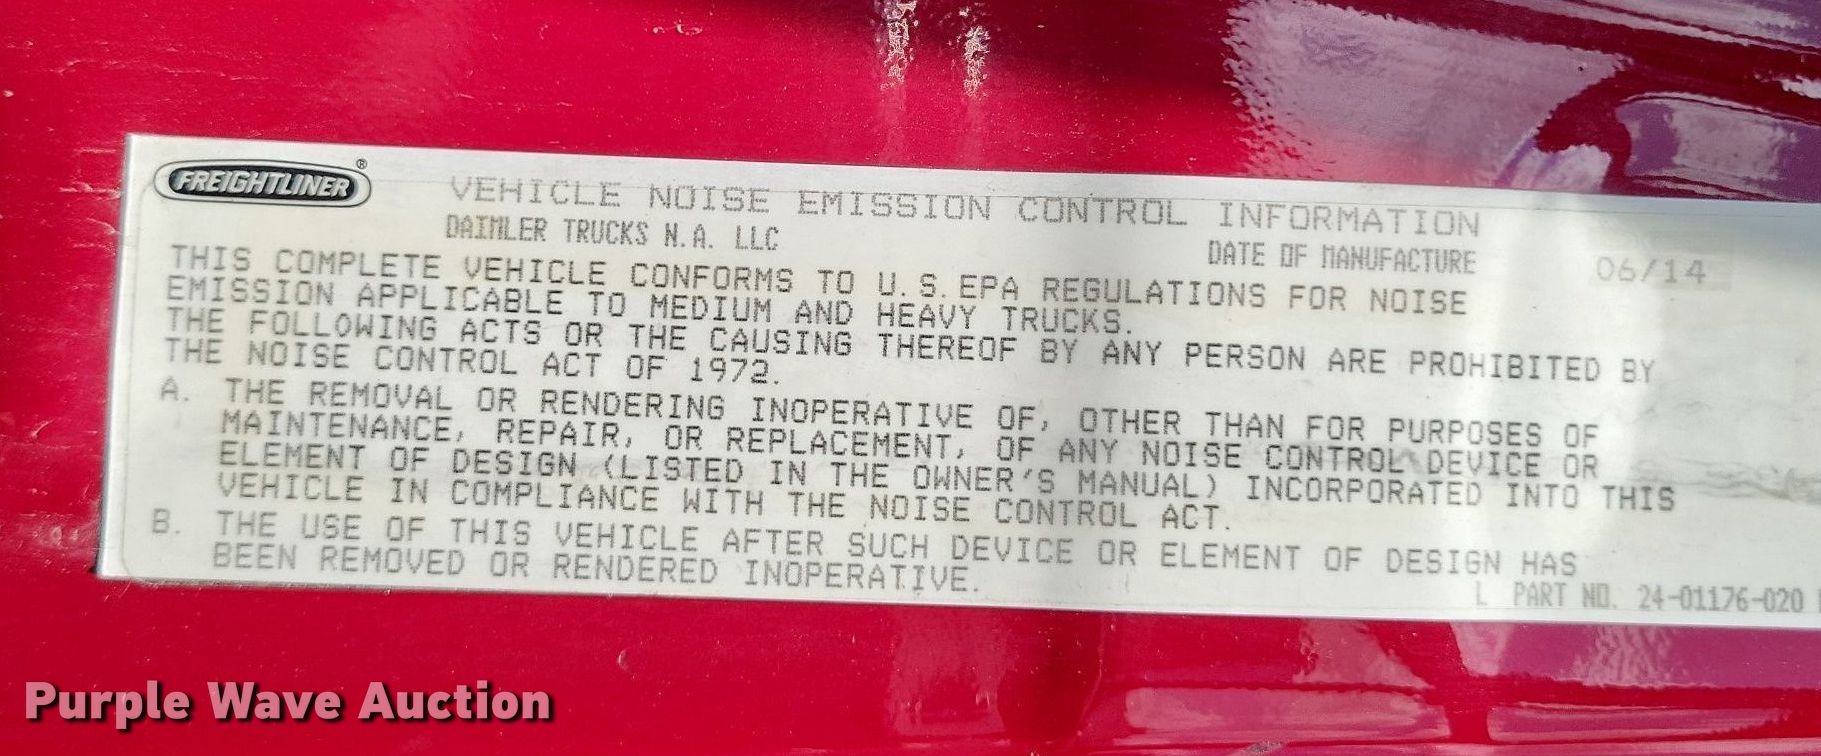 FREIGHTLINER ®
VEHICLE NOISE EMISSION CONTROL INFORMATION
DAIMLER TRUCKS N.A. LLC
DATE OF MANUFACTURE 06/14
THIS COMPLETE VEHICLE CONFORMS TO U.S.EPA REGULATIONS FOR NOISE
EMISSION APPLICABLE TO MEDIUM AND HEAVY TRUCKS.
THE FOLLOWING ACTS OR THE CAUSING THEREOF BY ANY PERSON ARE PROHIBITED BY
THE NOISE CONTROL ACT OF 1972.
A. THE REMOVAL OR RENDERING INOPERATIVE OF, OTHER THAN FOR PURPOSES OF
MAINTENANCE, REPAIR, OR REPLACEMENT, OF ANY NOISE CONTROL DEVICE OR
ELEMENT OF DESIGN (LISTED IN THE OWNER'S MANUAL) INCORPORATED INTO THIS
VEHICLE IN COMPLIANCE WITH THE NOISE CONTROL ACT.
B. THE USE OF THIS VEHICLE AFTER SUCH DEVICE OR ELEMENT OF DESIGN HAS
BEEN REMOVED OR RENDERED INOPERATIVE.
L PART NO. 24-01176-020
Purple Wave Auction